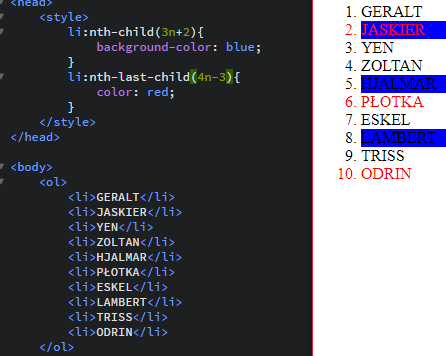 <head>
<style>
li:nth-child(3n+2){
background-color: blue;
}
li:nth-last-child(4n-3){
color: red;
}
</style>
</head>
<body>
<ol>
<li>GERALT</li>
<li>JASKIER</li>
<li>YEN</li>
<li>ZOLTAN</li>
<li>HJALMAR</li>
<li>PŁOTKA</li>
<li>ESKEL</li>
<li>LAMBERT</li>
<li>TRISS</li>
<li>ODRIN</li>
</ol>
1. GERALT
2. JASKIER
3. YEN
4. ZOLTAN
5. HJALMAR
6. PŁOTKA
7. ESKEL
8. LAMBERT
9. TRISS
10. ODRIN